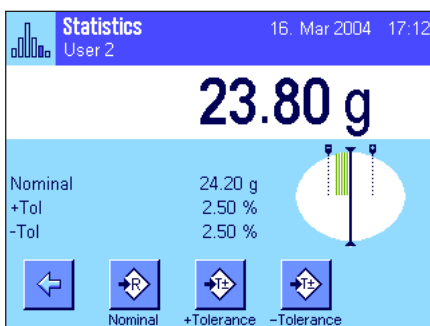 Statistics 16. Mar 2004 17:12
User 2
23.80 g
Nominal 24.20 g
+Tol 2.50 %
-Tol 2.50 %
R T± T±
Nominal +Tolerance -Tolerance